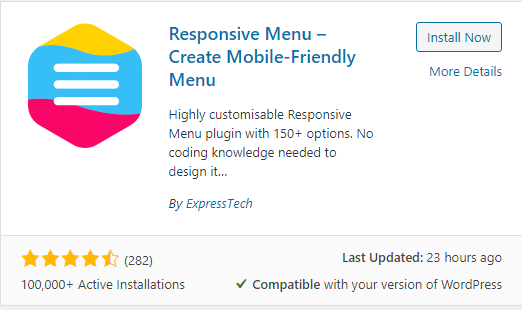 Responsive Menu –
Create Mobile-Friendly
Menu
Install Now
More Details
Highly customisable Responsive
Menu plugin with 150+ options. No
coding knowledge needed to
design it...
By ExpressTech
(282)
Last Updated: 23 hours ago
100,000+ Active Installations
Compatible with your version of WordPress